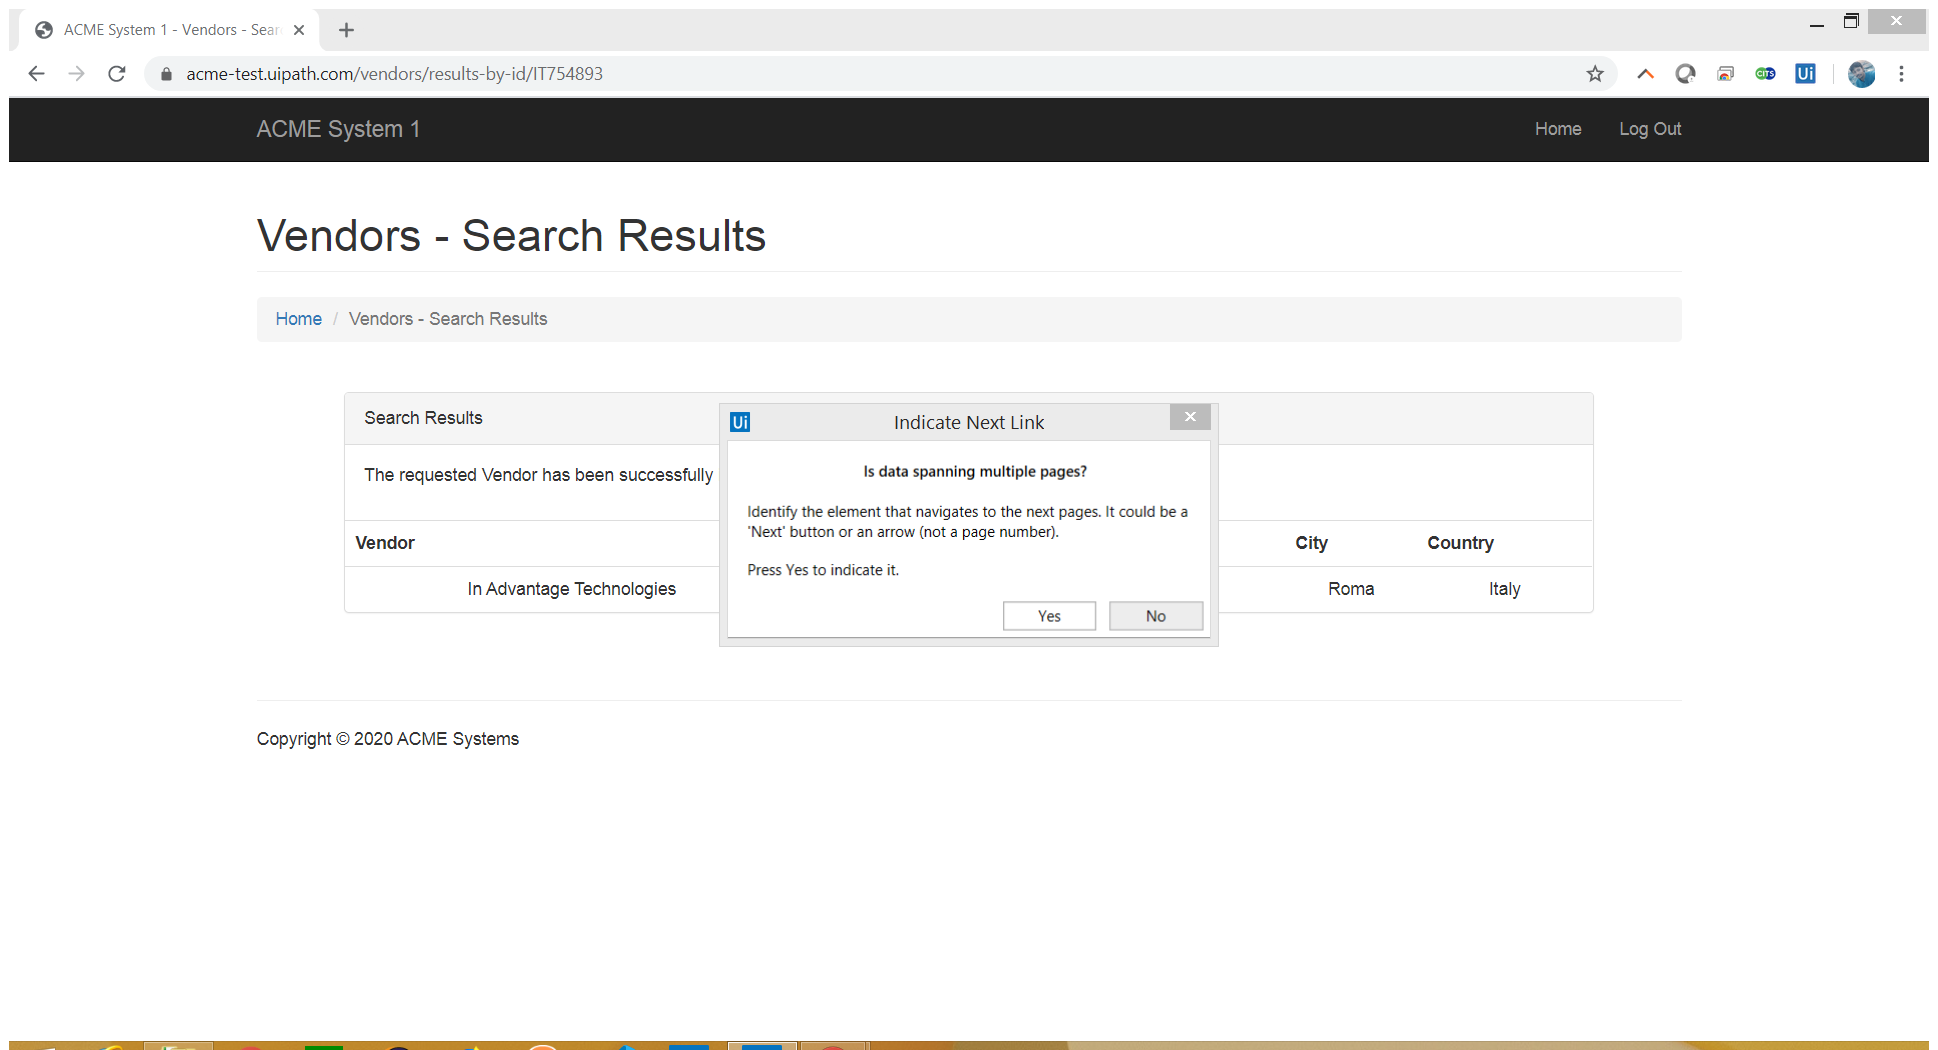 ACME System 1 - Vendors - Sear
acme-test.uipath.com/vendors/results-by-id/IT754893
CITS
Ui
ACME System 1
Home
Log Out
Vendors - Search Results
Home / Vendors - Search Results
Search Results
The requested Vendor has been successfully
Vendor
City
Country
In Advantage Technologies
Roma
Italy
Ui
Indicate Next Link
Is data spanning multiple pages?
Identify the element that navigates to the next pages. It could be a
'Next' button or an arrow (not a page number).
Press Yes to indicate it.
Yes
No
Copyright © 2020 ACME Systems